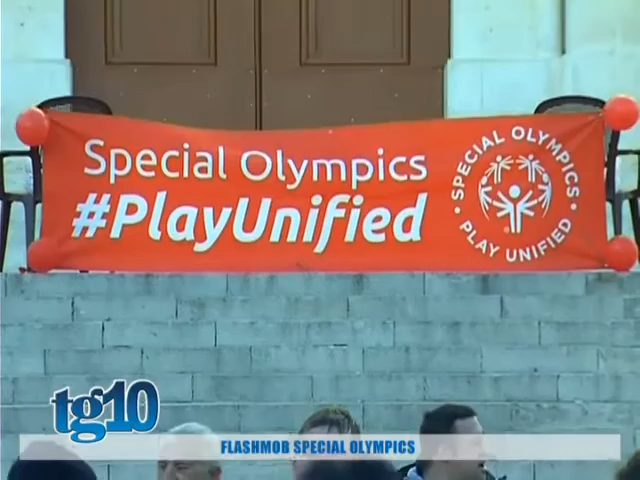 Special Olympics
#PlayUnified
SPECIAL OLYMPICS
PLAY UNIFIED
tg10
FLASHMOB SPECIAL OLYMPICS